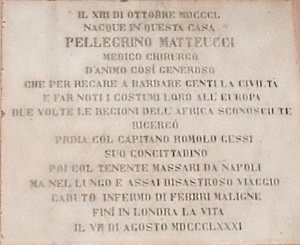 IL XIII DI OTTOBRE MDCCCL
NACQUE IN QUESTA CASA
PELLEGRINO MATTEUCCI
MEDICO CHIRURGO
D'ANIMO COSÍ GENEROSO
CHE PER RECARE A BARBARE GENTI LA CIVILTÀ
E FAR NOTI I COSTUMI LORO ALL'EUROPA
DUE VOLTE LE REGIONI DELL'AFRICA SCONOSCIUTE
RICERCÒ
PRIMA COL CAPITANO ROMOLO GESSI
SUO CONCITTADINO
POI COL TENENTE MASSARI DA NAPOLI
MA NEL LUNGO E ASSAI DISASTROSO VIAGGIO
CADUTO INFERMO DI FEBBRI MALIGNE
FINÌ IN LONDRA LA VITA
IL VIII DI AGOSTO MDCCCLXXXI